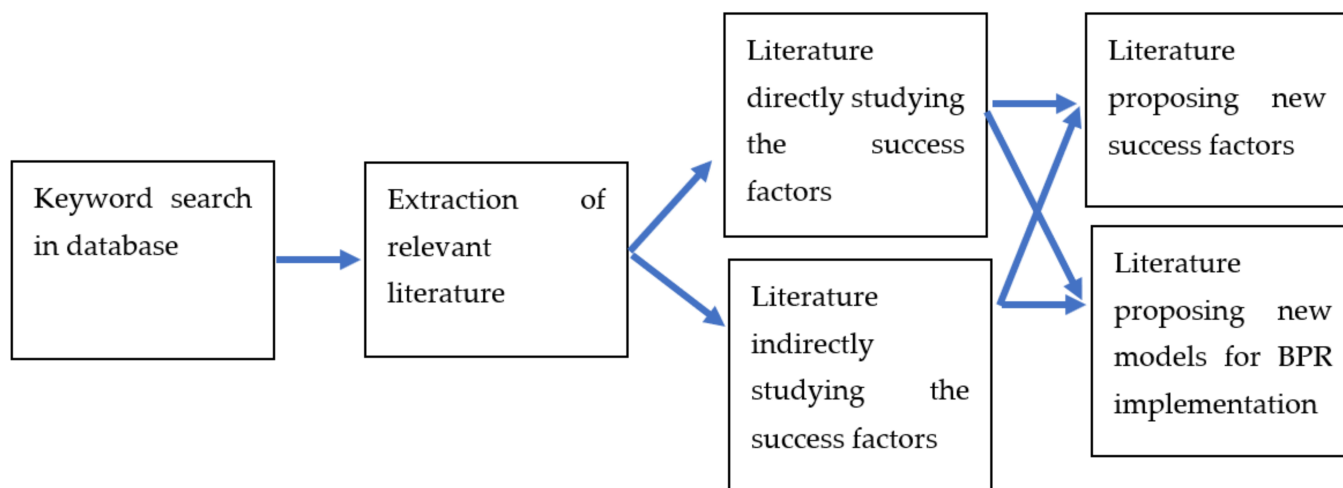 Keyword search
in database
Extraction of
relevant
literature
Literature
directly studying
the success
factors
Literature
indirectly
studying the
success factors
Literature
proposing new
success factors
Literature
proposing new
models for BPR
implementation